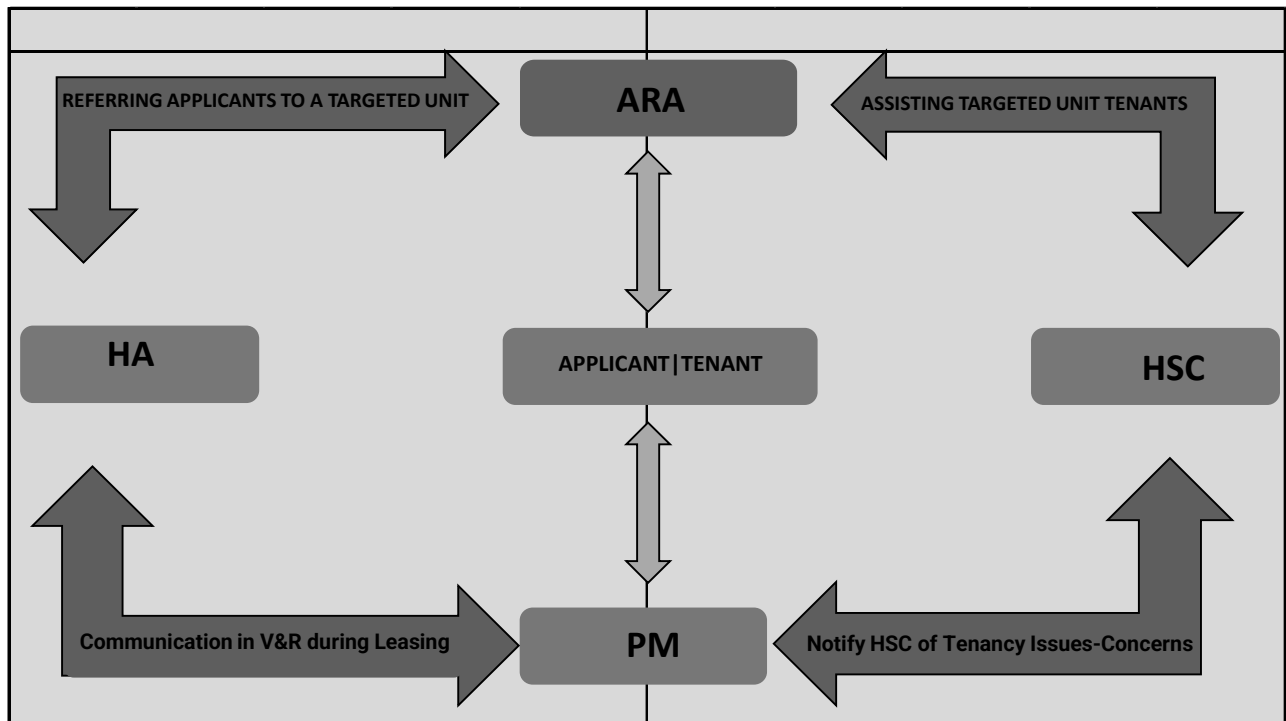 REFERRING APPLICANTS TO A TARGETED UNIT
ARA
ASSISTING TARGETED UNIT TENANTS
HA
APPLICANT|TENANT
HSC
Communication in V&R during Leasing
PM
Notify HSC of Tenancy Issues-Concerns